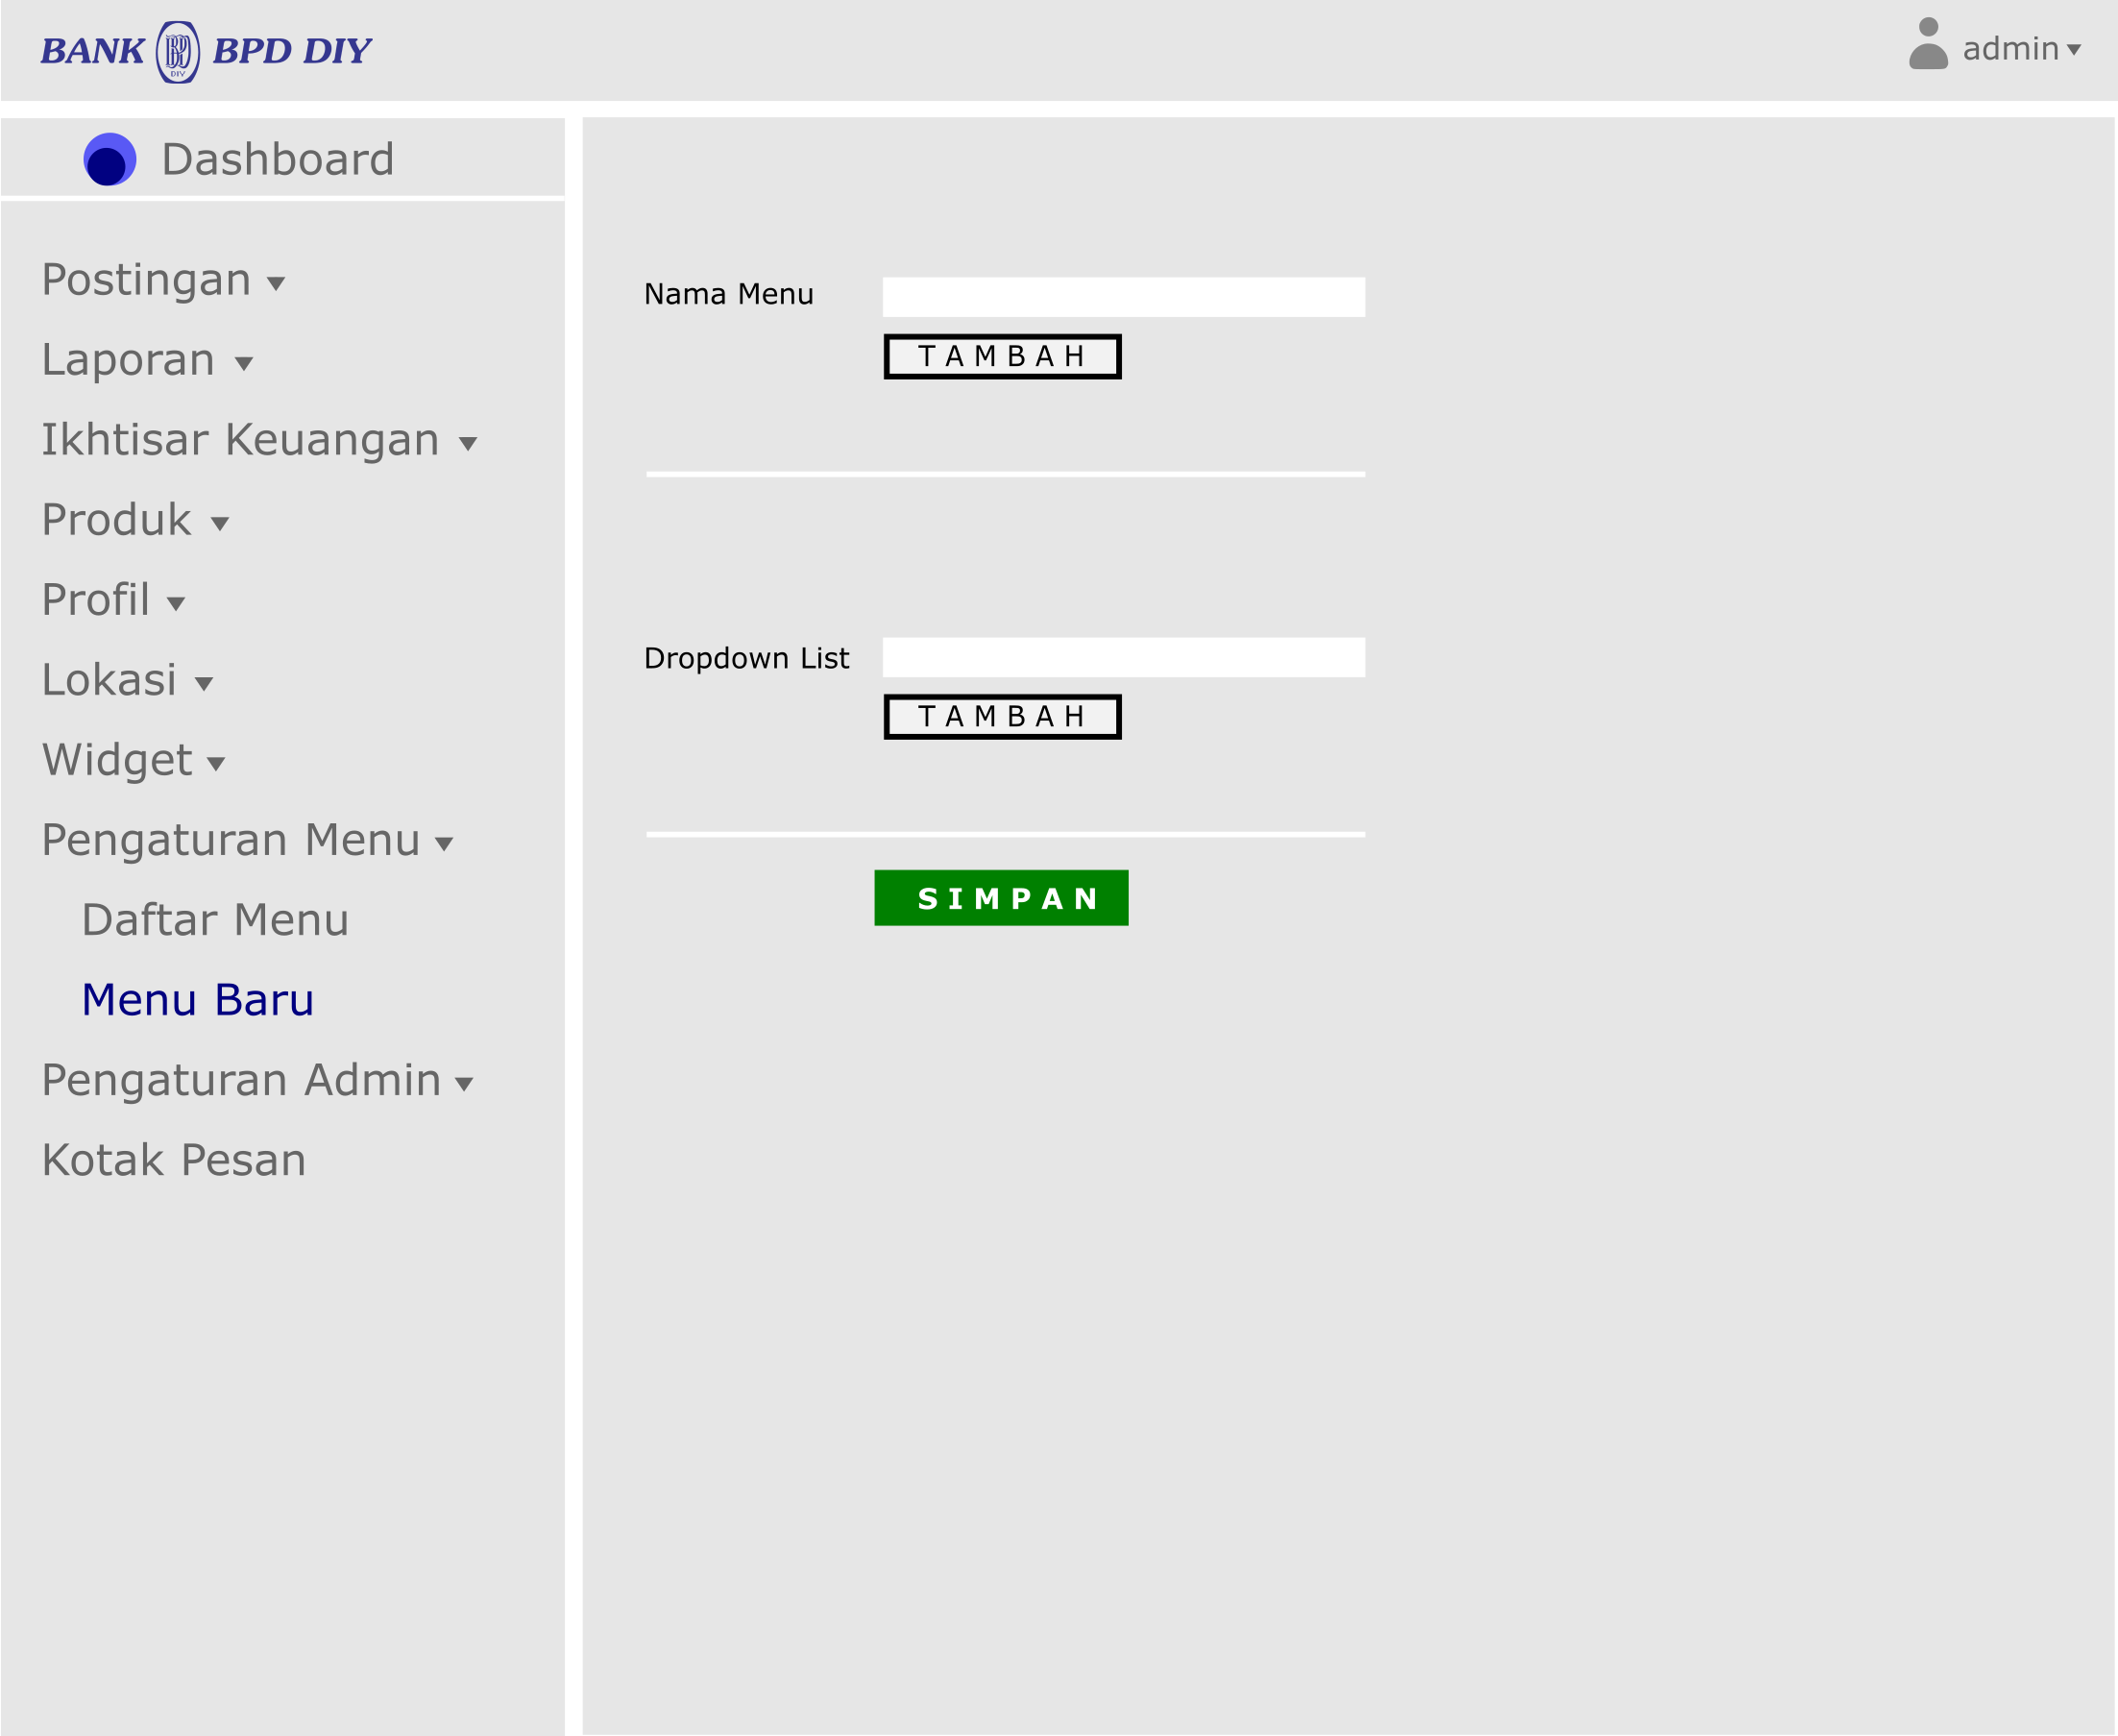 BANK BPD DIY
admin
Dashboard
Postingan
Laporan
Ikhtisar Keuangan
Produk
Profil
Lokasi
Widget
Pengaturan Menu
Daftar Menu
Menu Baru
Pengaturan Admin
Kotak Pesan
Nama Menu
TAMBAH
Dropdown List
TAMBAH
SIMPAN